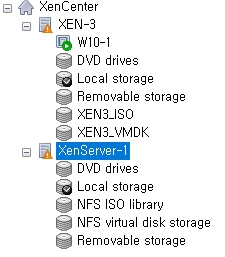 XenCenter
XEN-3
W10-1
DVD drives
Local storage
Removable storage
XEN3_ISO
XEN3_VMDK
XenServer-1
DVD drives
Local storage
NFS ISO library
NFS virtual disk storage
Removable storage